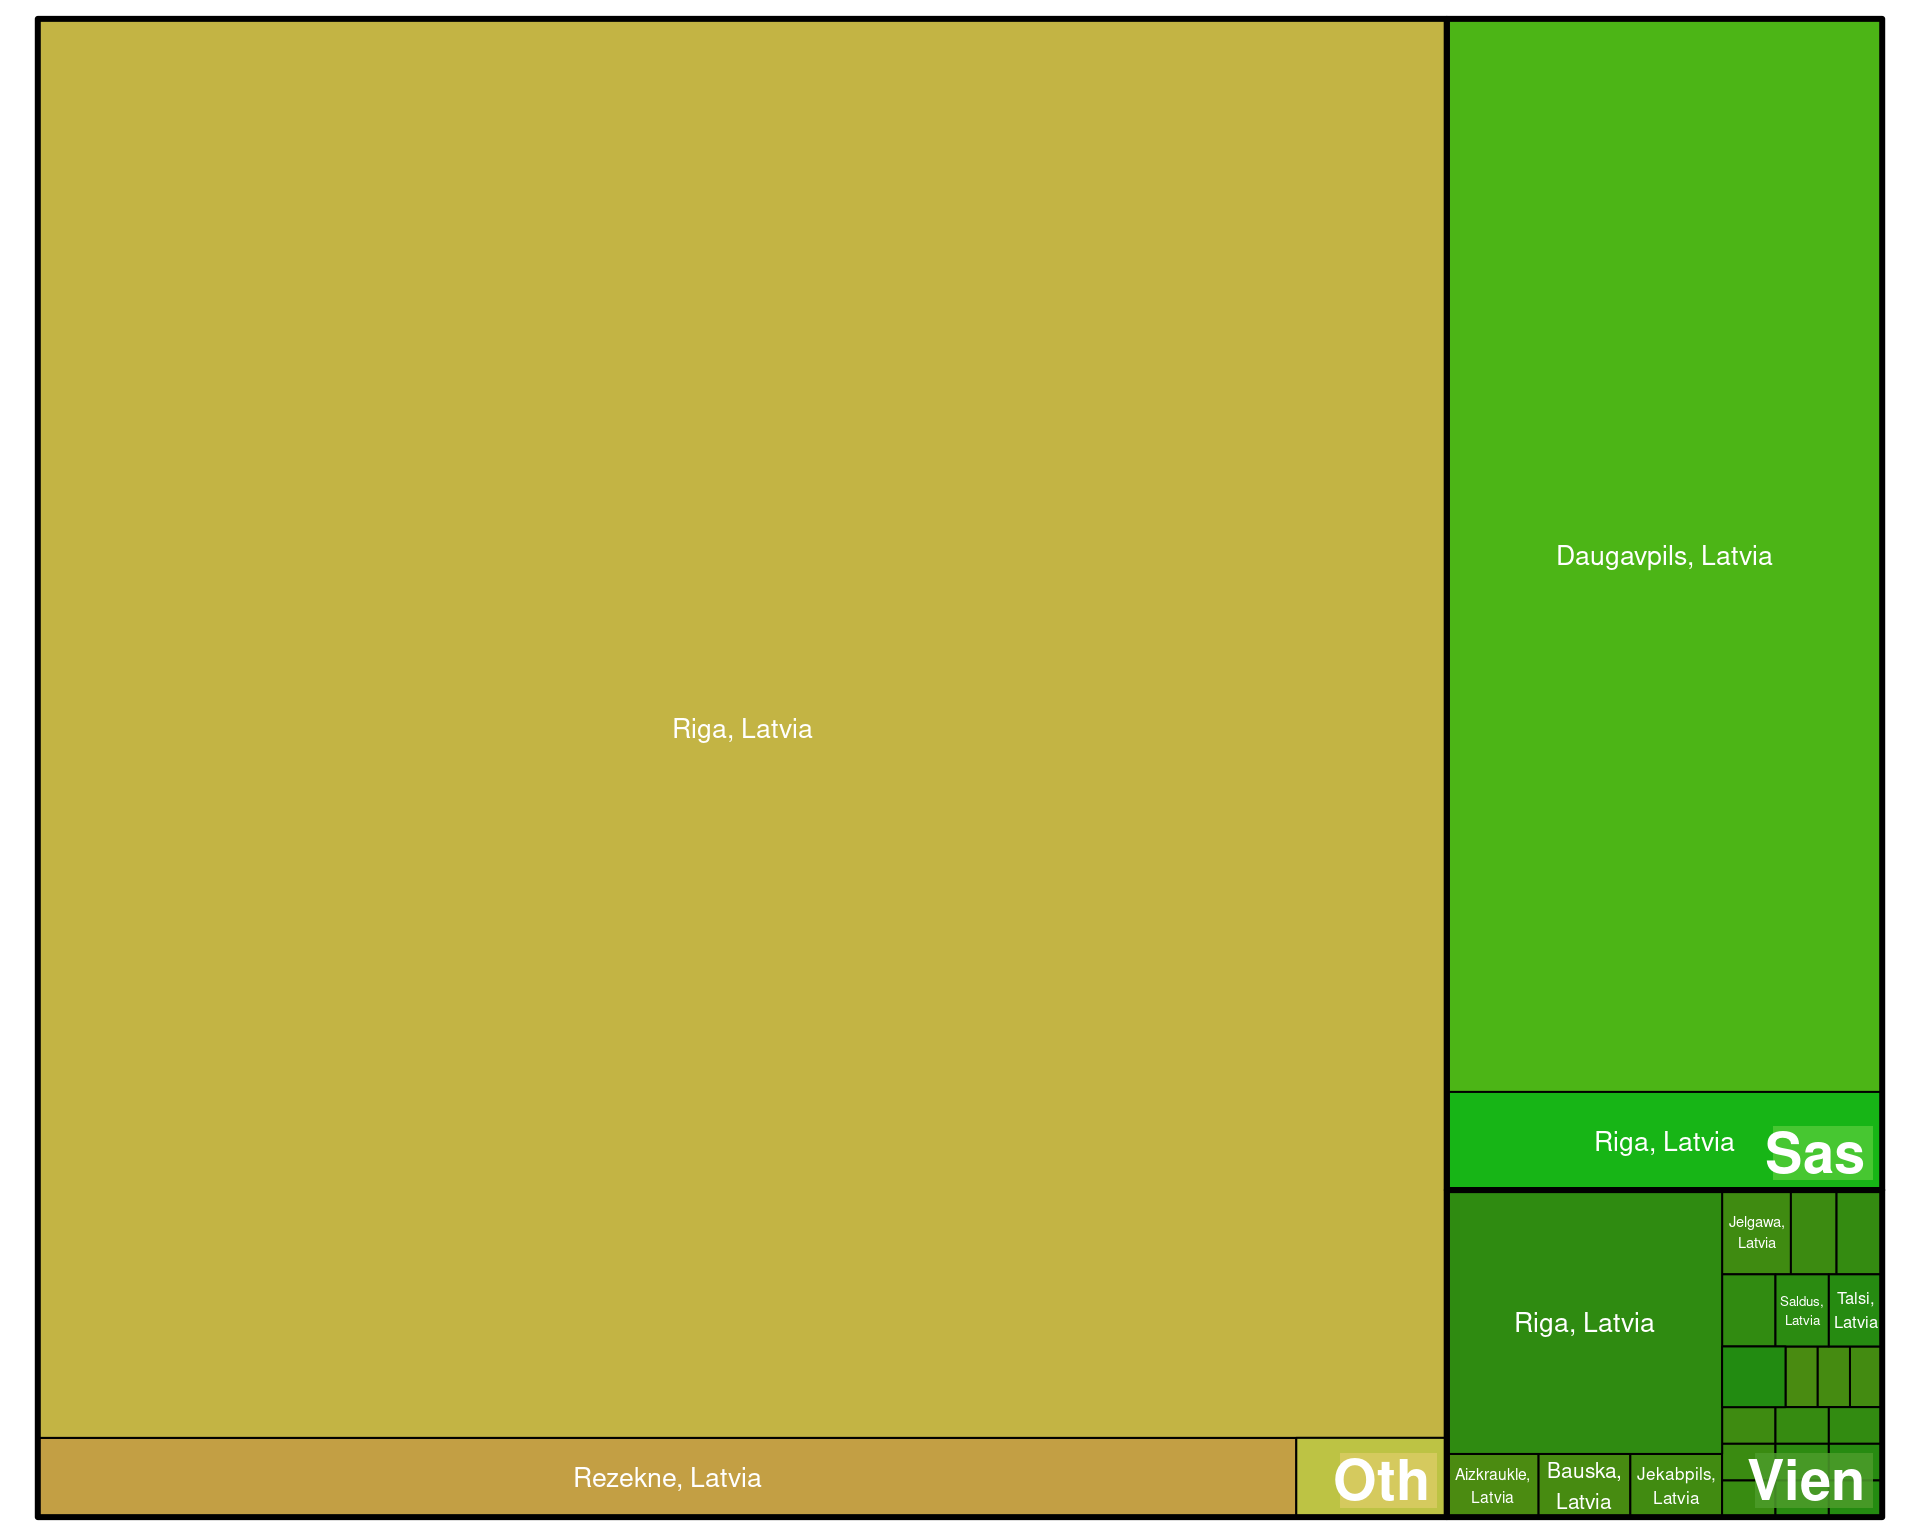 Riga, Latvia
Rezekne, Latvia
Oth
Daugavpils, Latvia
Riga, Latvia
Sas
Riga, Latvia
Jelgawa,
Latvia
Saldus,
Latvia
Talsi,
Latvia
Aizkraukle,
Latvia
Bauska,
Latvia
Jekabpils,
Latvia
Vien